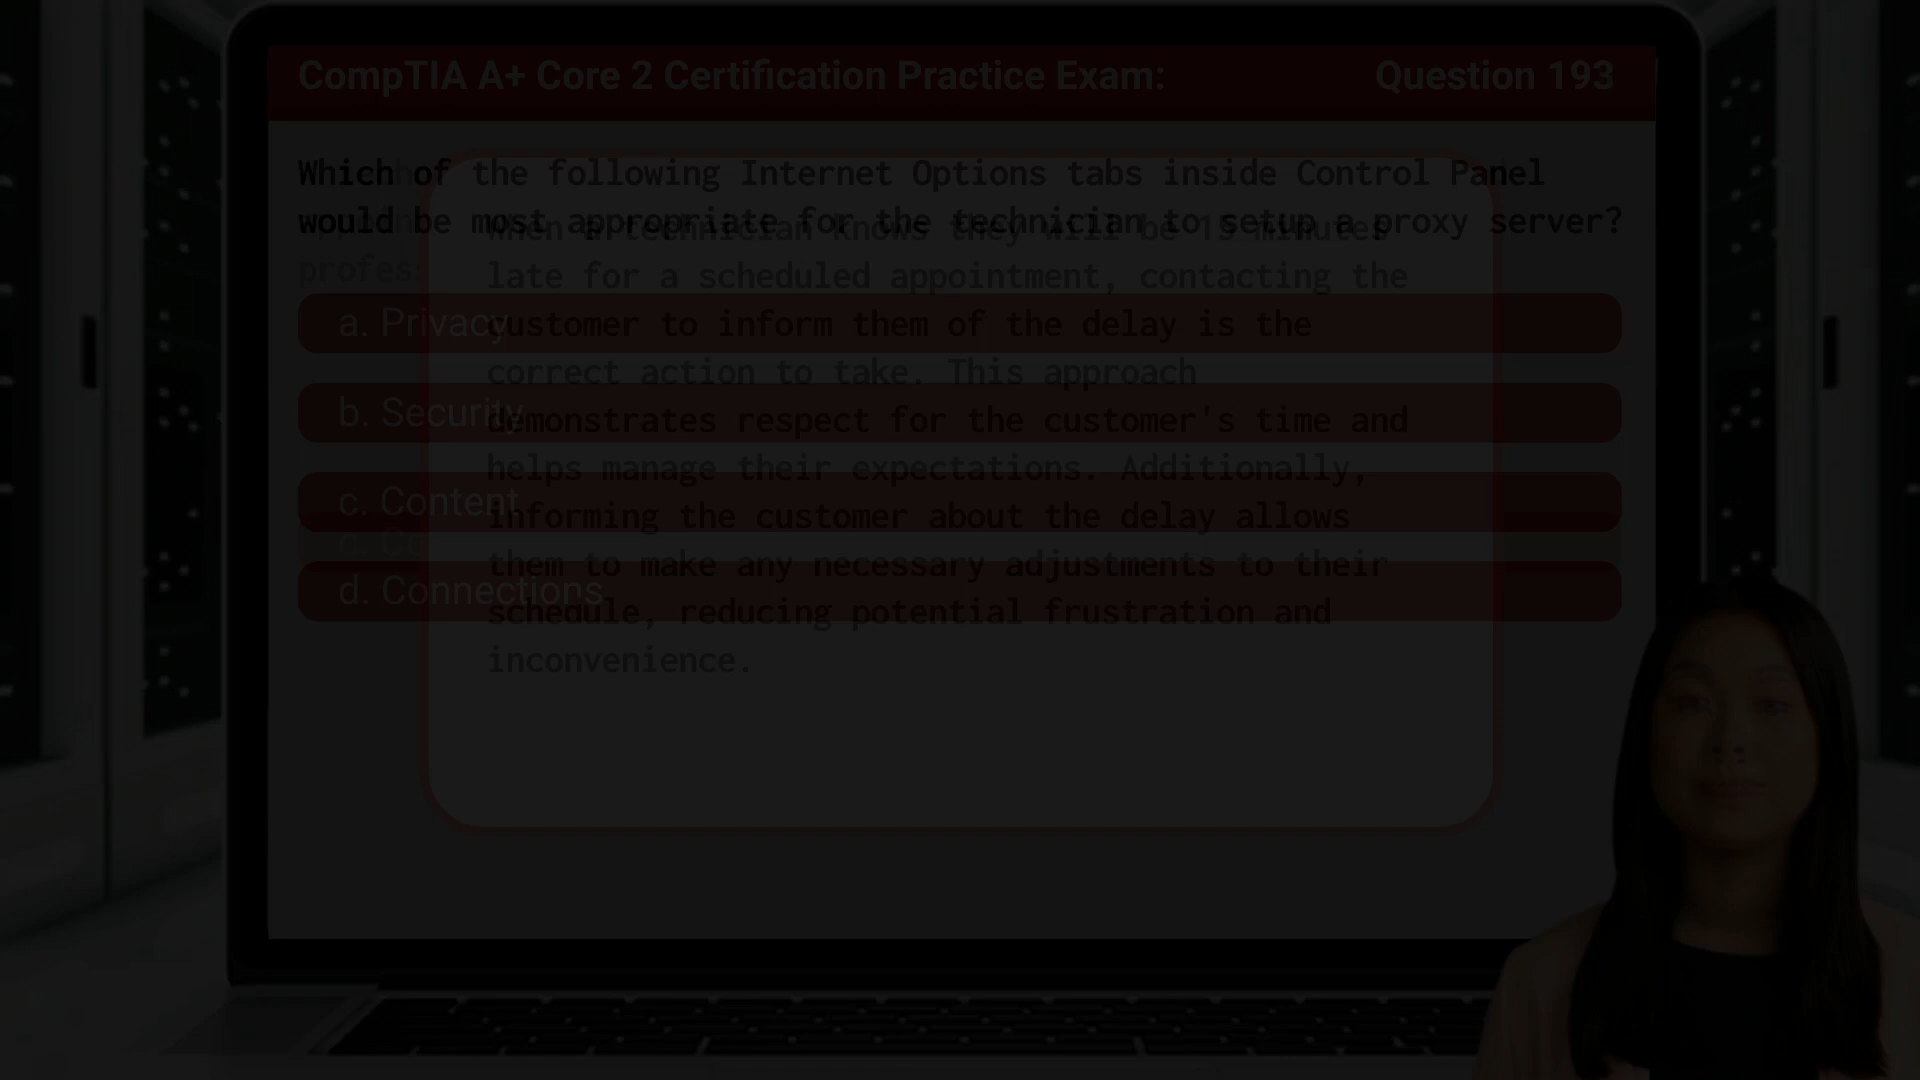 CompTIA A+ Core 2 Certification Practice Exam:
Question 193
Which of the following Internet Options tabs inside Control Panel
would be most appropriate for the technician to setup a proxy server?
a. Privacy
b. Security
c. Content
d. Connections
When a technician knows they will be 15 minutes
late for a scheduled appointment, contacting the
customer to inform them of the delay is the
correct action to take. This approach
demonstrates respect for the customer's time and
helps manage their expectations. Additionally,
informing the customer about the delay allows
them to make any necessary adjustments to their
schedule, reducing potential frustration and
inconvenience.